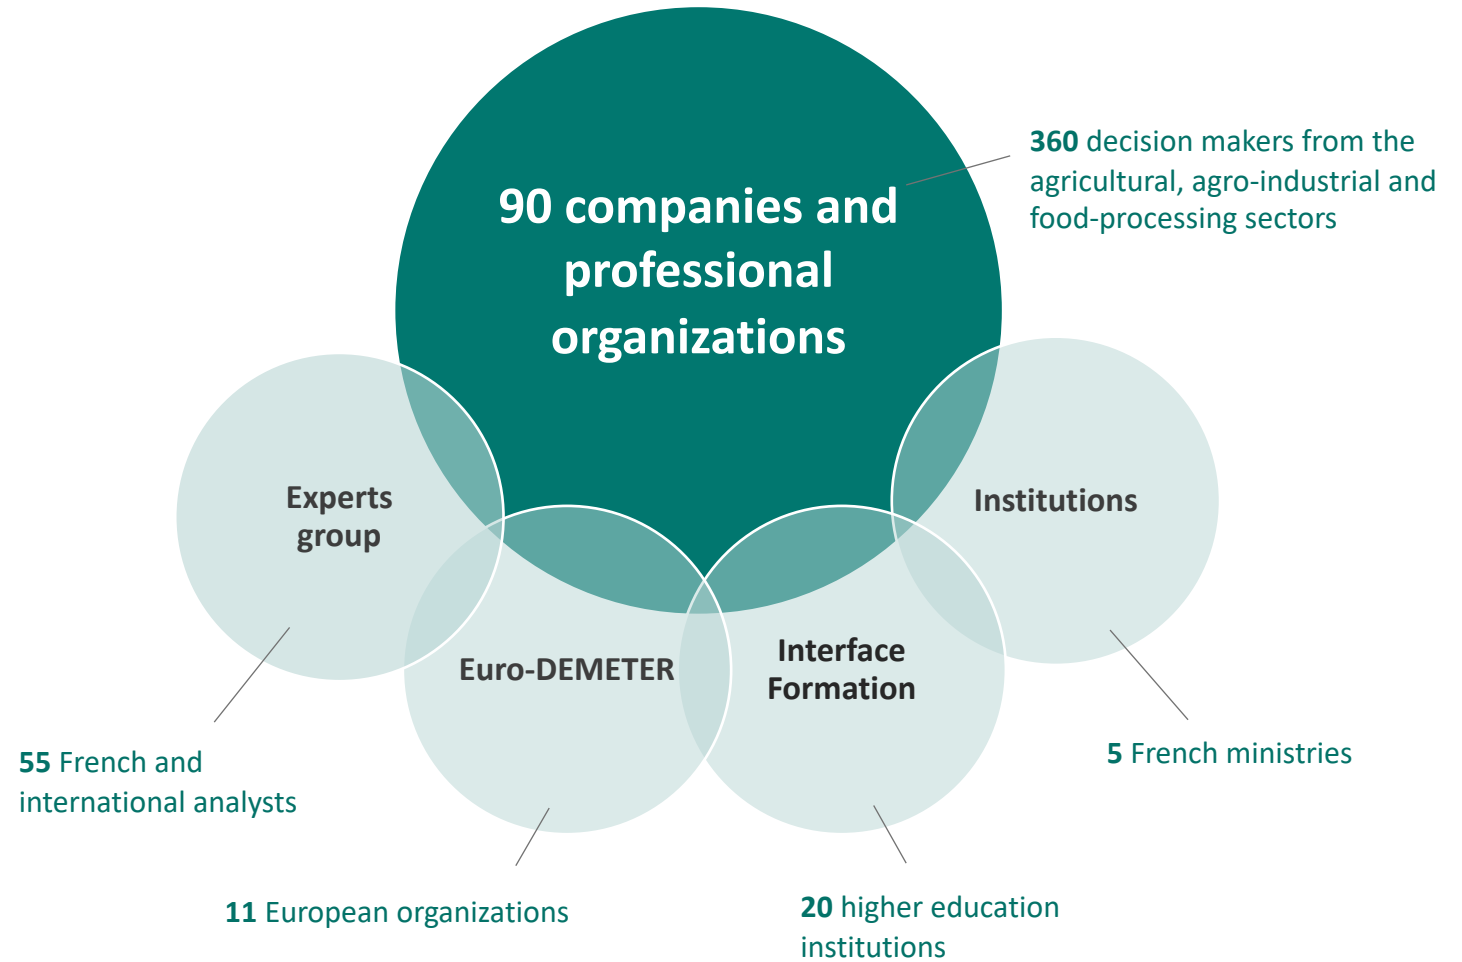 360 decision makers from the
agricultural, agro-industrial and
food-processing sectors
90 companies and
professional
organizations
Experts
group
Institutions
Euro-DEMETER
Interface
Formation
55 French and
international analysts
5 French ministries
11 European organizations
20 higher education
institutions